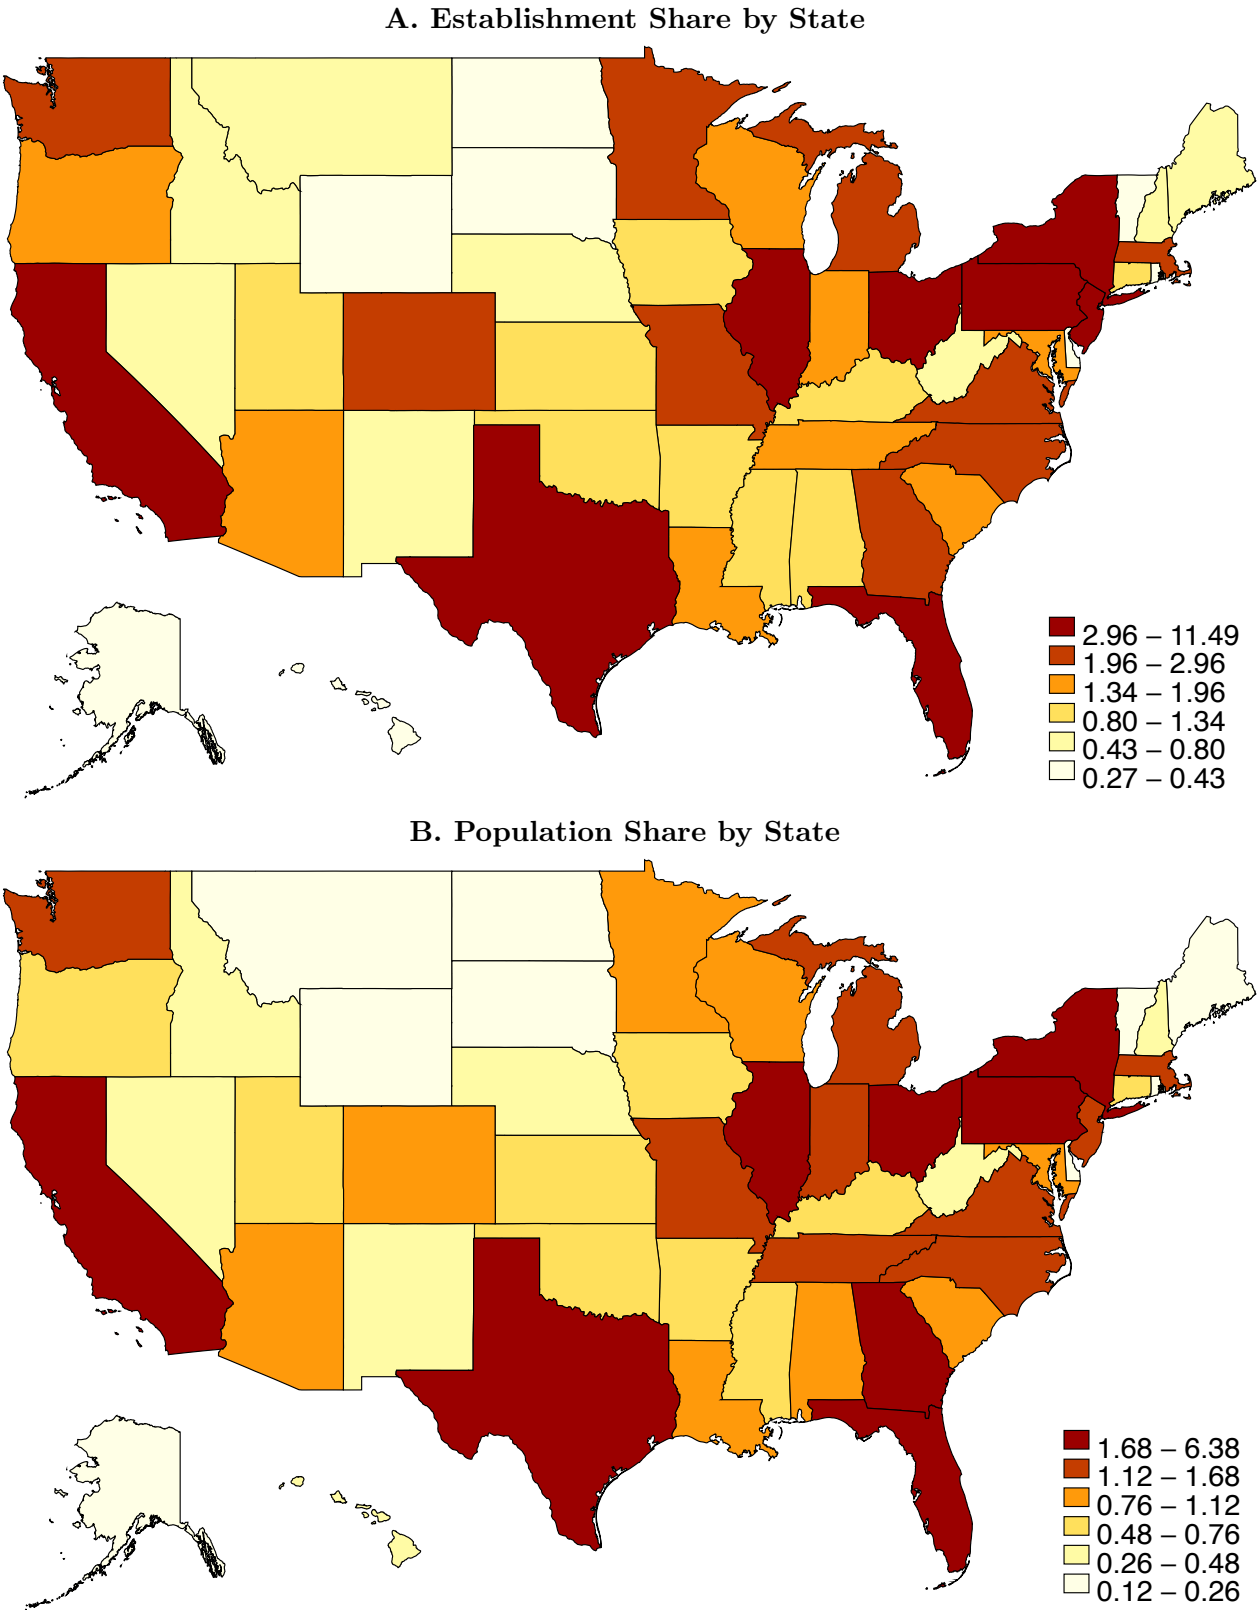 A. Establishment Share by State
2.96 – 11.49
1.96 – 2.96
1.34 – 1.96
0.80 – 1.34
0.43 – 0.80
0.27 – 0.43
B. Population Share by State
1.68 – 6.38
1.12 – 1.68
0.76 – 1.12
0.48 – 0.76
0.26 – 0.48
0.12 – 0.26